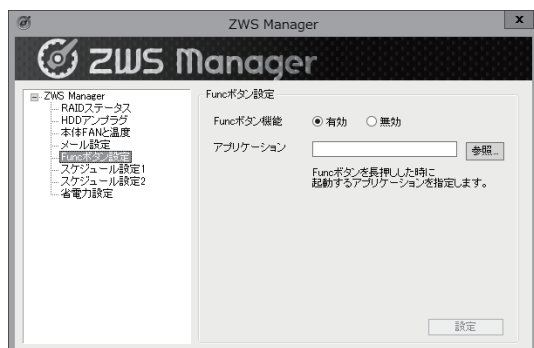 ZWS Manager
x
ZWS Manager
ZWS Manager
RAIDステータス
HDDアンプラグ
本体FANと温度
メール設定
Funcボタン設定
スケジュール設定1
スケジュール設定2
省電力設定
Funcボタン設定
Funcボタン機能
有効
無効
アプリケーション
参照...
Funcボタンを長押しした時に
起動するアプリケーションを指定します。
設定